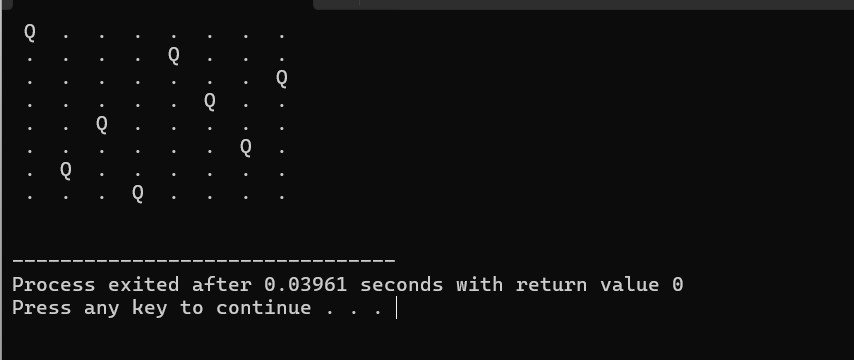 Q . . . . . . .
. . . . Q . . .
. . . . . . . Q
. . . . . Q . .
. . Q . . . . .
. . . . . . Q .
. Q . . . . . .
. . . Q . . . .
--------------------------------
Process exited after 0.03961 seconds with return value 0
Press any key to continue . . .